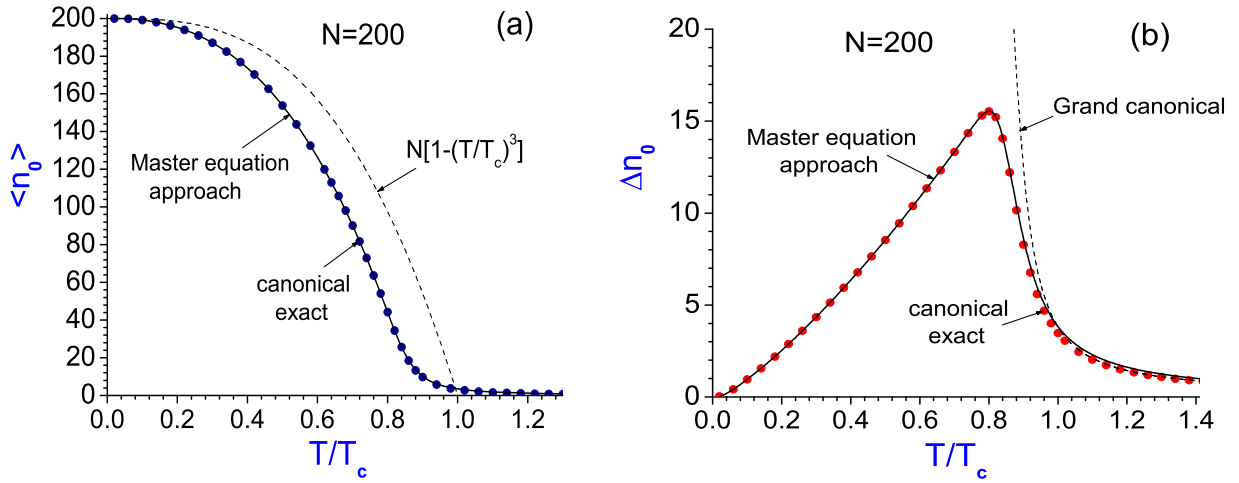 (a)
N=200
200
180
160
140
120
100
80
60
40
20
0
<n₀>
Master equation
approach
N[1-(T/T_c)³]
canonical
exact
0.0 0.2 0.4 0.6 0.8 1.0 1.2
T/T_c
(b)
N=200
20
15
10
5
0
Δn₀
Grand canonical
Master equation
approach
canonical
exact
0.0 0.2 0.4 0.6 0.8 1.0 1.2 1.4
T/T_c